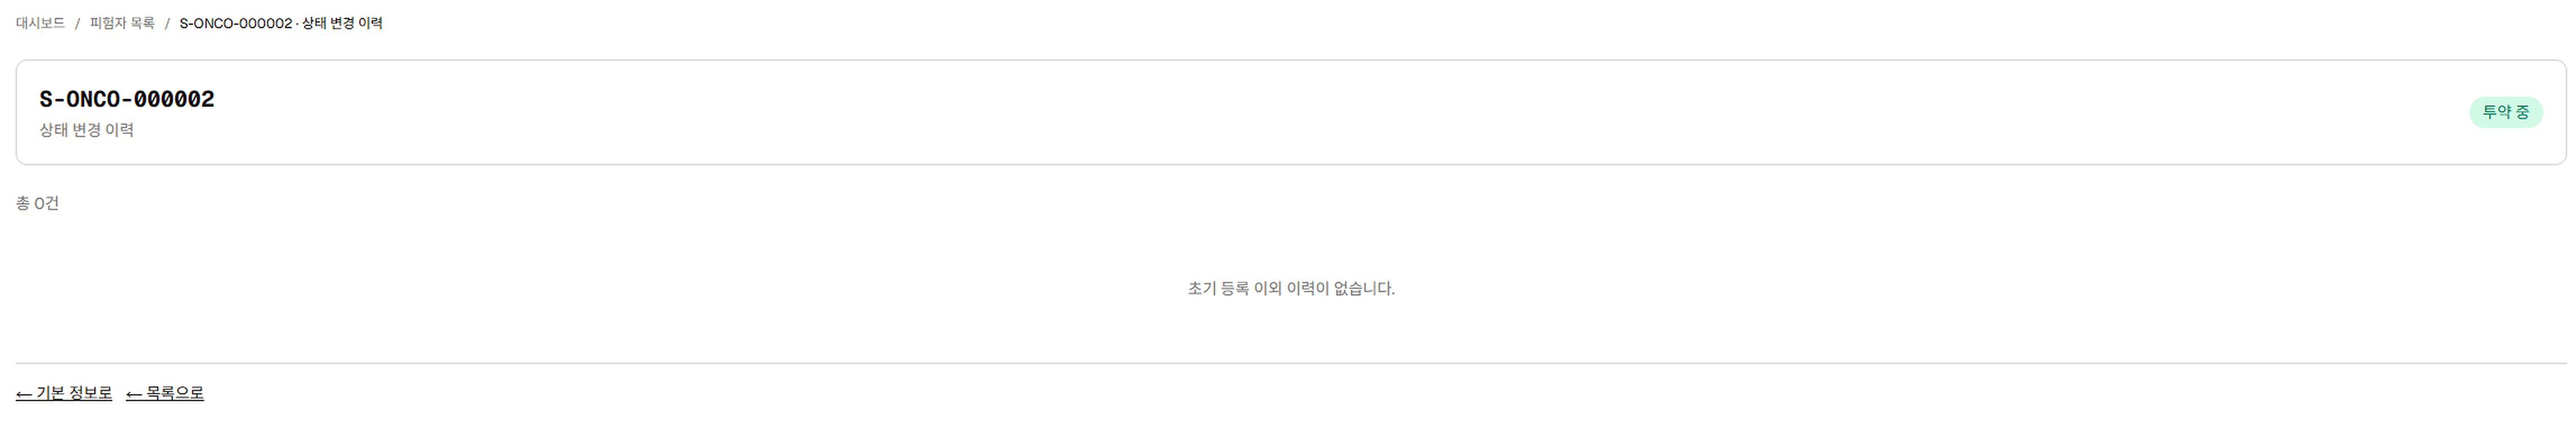 대시보드 / 피험자 목록 / S-ONCO-000002 · 상태 변경 이력
S-ONCO-000002
상태 변경 이력
투약 중
총 0건
초기 등록 이외 이력이 없습니다.
← 기본 정보로 ← 목록으로